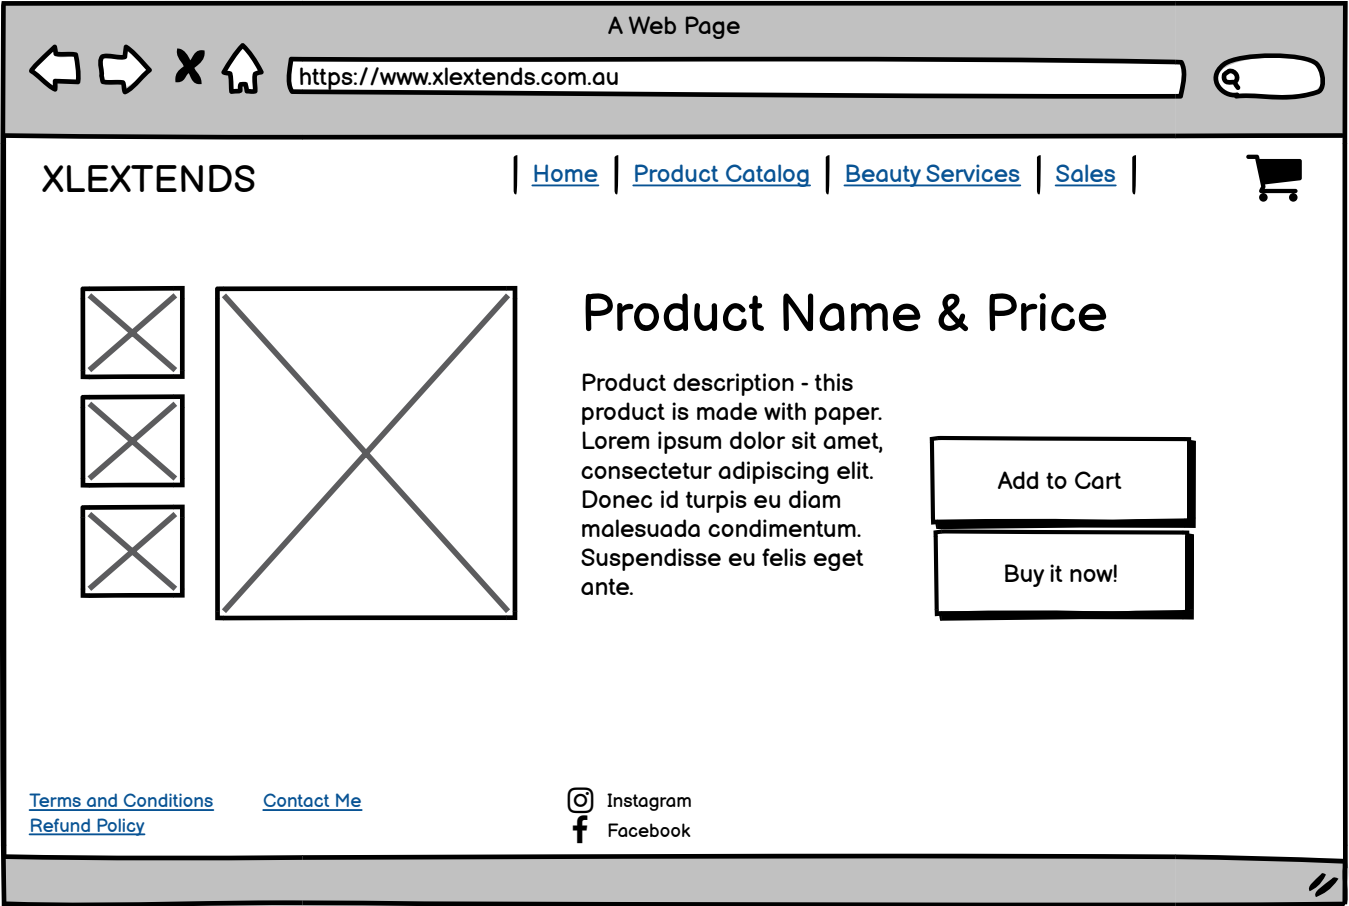 A Web Page
https://www.xlextends.com.au
XLEXTENDS
Home
Product Catalog
Beauty Services
Sales
Product Name & Price
Product description - this
product is made with paper.
Lorem ipsum dolor sit amet,
consectetur adipiscing elit.
Donec id turpis eu diam
malesuada condimentum.
Suspendisse eu felis eget
ante.
Add to Cart
Buy it now!
Terms and Conditions
Refund Policy
Contact Me
Instagram
Facebook